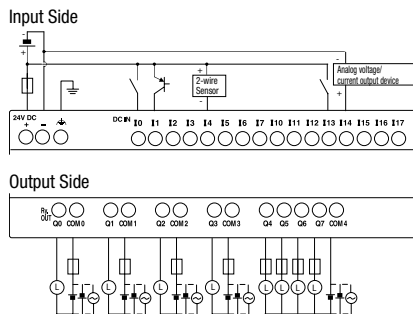 Input Side
-
+
+
2-wire
Sensor
-
-
Analog voltage/
current output device
+
24V DC
+ -
DC IN I0 I1 I2 I3 I4 I5 I6 I7 I10 I11 I12 I13 I14 I15 I16 I17
Output Side
Ry. OUT
Q0 COM0 Q1 COM1 Q2 COM2 Q3 COM3 Q4 Q5 Q6 Q7 COM4
L L L L L L L L